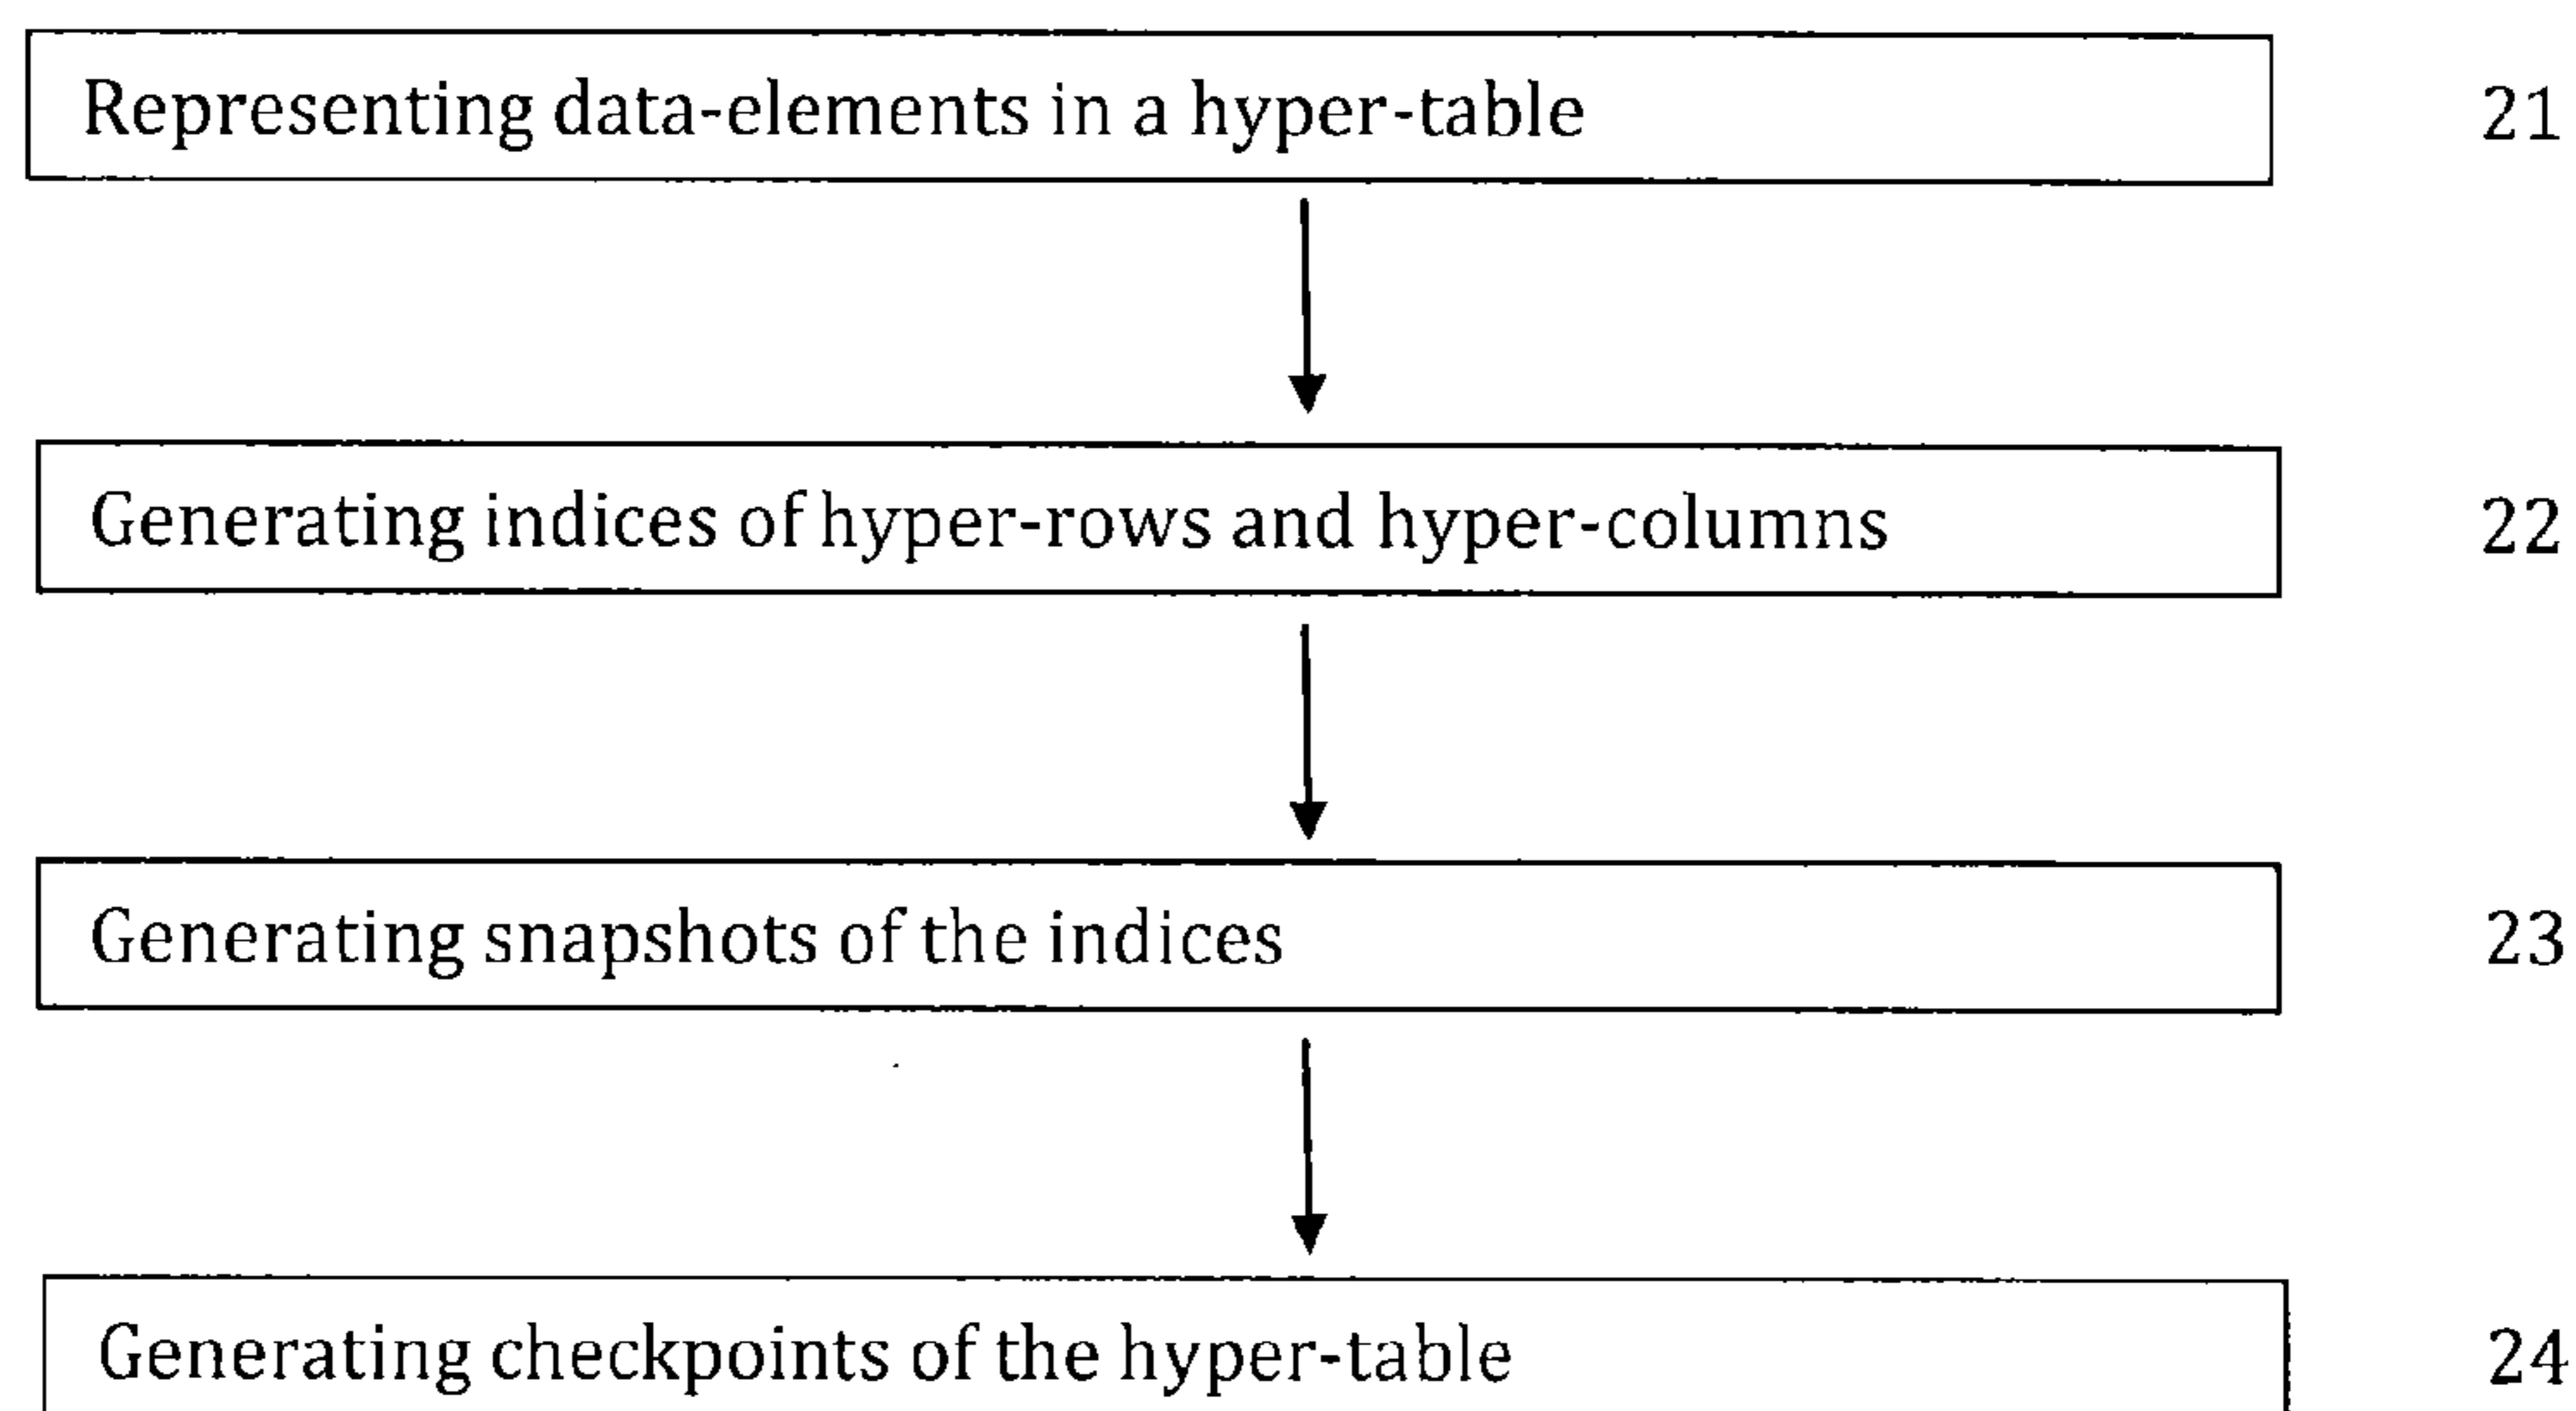 Representing data-elements in a hyper-table 21
Generating indices of hyper-rows and hyper-columns 22
Generating snapshots of the indices 23
Generating checkpoints of the hyper-table 24